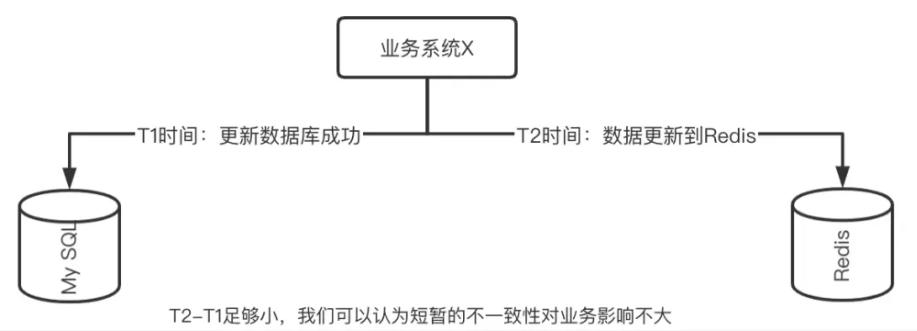 业务系统X
T1时间：更新数据库成功
T2时间：数据更新到Redis
My SQL
Redis
T2-T1足够小，我们可以认为短暂的不一致性对业务影响不大